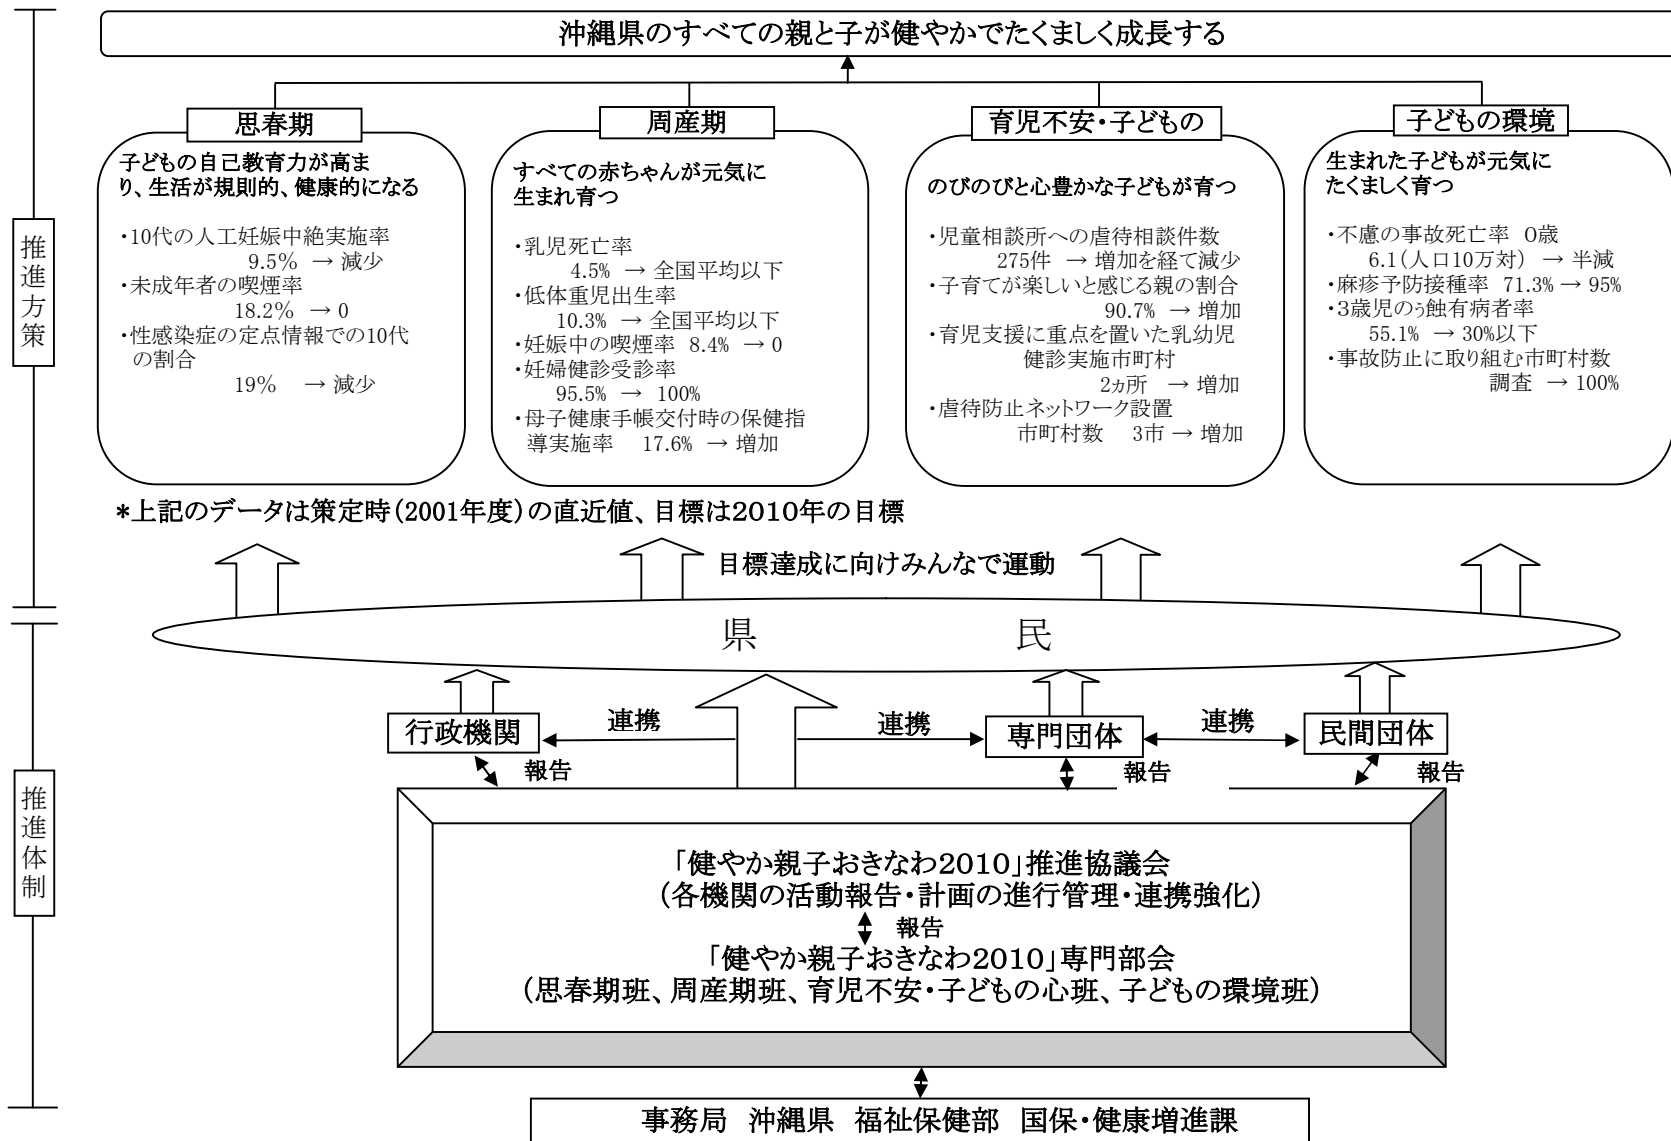 沖縄県のすべての親と子が健やかでたくましく成長する
推進方策
思春期
子どもの自己教育力が高ま
り、生活が規則的、健康的になる
・10代の人工妊娠中絶実施率
9.5% → 減少
・未成年者の喫煙率
18.2% → 0
・性感染症の定点情報での10代
の割合
19% → 減少
周産期
すべての赤ちゃんが元気に
生まれ育つ
・乳児死亡率
4.5% → 全国平均以下
・低体重児出生率
10.3% → 全国平均以下
・妊娠中の喫煙率 8.4% → 0
・妊婦健診受診率
95.5% → 100%
・母子健康手帳交付時の保健指
導実施率 17.6% → 増加
育児不安・子どもの
のびのびと心豊かな子どもが育つ
・児童相談所への虐待相談件数
275件 → 増加を経て減少
・子育てが楽しいと感じる親の割合
90.7% → 増加
・育児支援に重点を置いた乳幼児
健診実施市町村
2ヵ所 → 増加
・虐待防止ネットワーク設置
市町村数 3市 → 増加
子どもの環境
生まれた子どもが元気に
たくましく育つ
・不慮の事故死亡率 0歳
6.1(人口10万対) → 半減
・麻疹予防接種率 71.3% → 95%
・3歳児のう蝕有病者率
55.1% → 30%以下
・事故防止に取り組む市町村数
調査 → 100%
*上記のデータは策定時(2001年度)の直近値、目標は2010年の目標
目標達成に向けみんなで運動
県 民
推進体制
行政機関
連携
連携
専門団体
連携
民間団体
報告
報告
報告
「健やか親子おきなわ2010」推進協議会
(各機関の活動報告・計画の進行管理・連携強化)
報告
「健やか親子おきなわ2010」専門部会
(思春期班、周産期班、育児不安・子どもの心班、子どもの環境班)
事務局 沖縄県 福祉保健部 国保・健康増進課